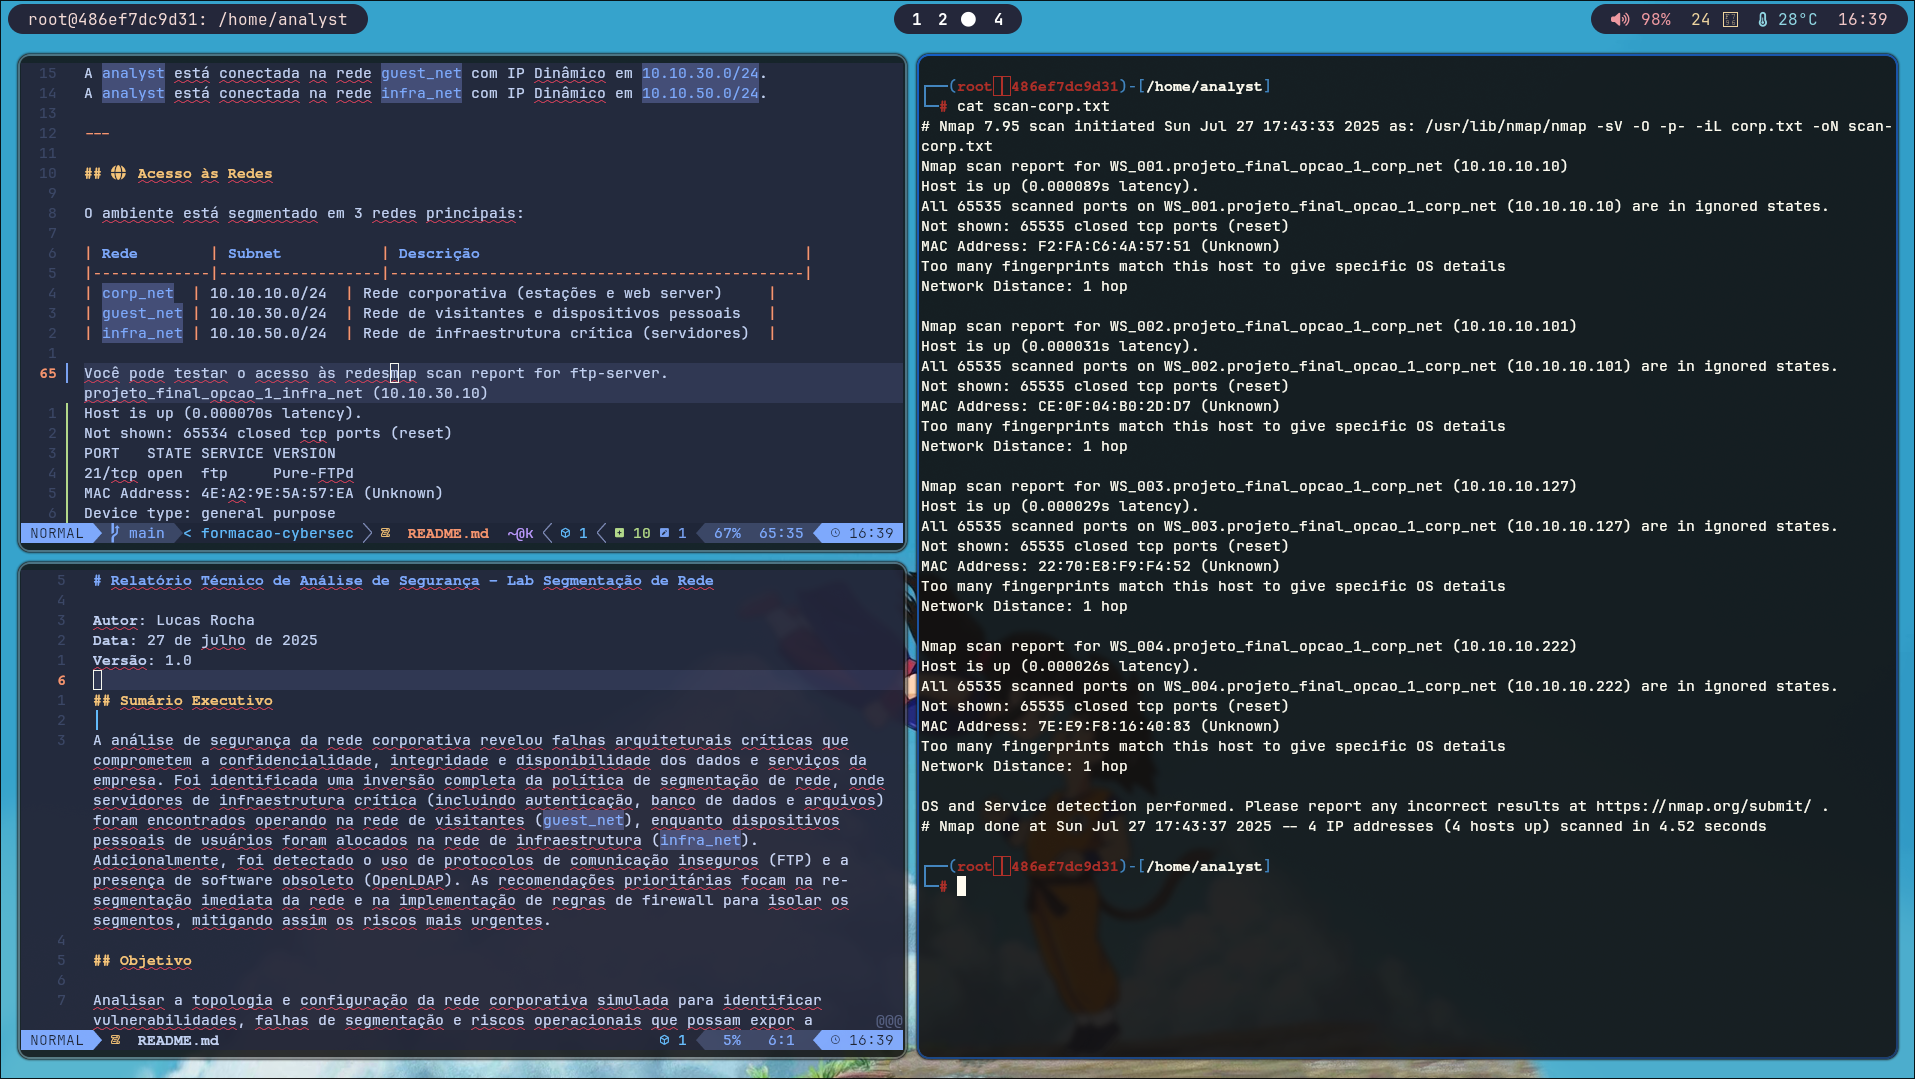 root@486ef7dc9d31: /home/analyst
1 2 4
98% 24 28°C 16:39
15 A analyst está conectada na rede guest_net com IP Dinâmico em 10.10.30.0/24.
14 A analyst está conectada na rede infra_net com IP Dinâmico em 10.10.50.0/24.
13
12 ---
11
10 ## Acesso às Redes
9
8 O ambiente está segmentado em 3 redes principais:
7
6 | Rede | Subnet | Descrição |
5 |-------------|------------------|----------------------------------------------|
4 | corp_net | 10.10.10.0/24 | Rede corporativa (estações e web server) |
3 | guest_net | 10.10.30.0/24 | Rede de visitantes e dispositivos pessoais |
2 | infra_net | 10.10.50.0/24 | Rede de infraestrutura crítica (servidores) |
1
65 Você pode testar o acesso às redesmap scan report for ftp-server.
projeto_final_opcao_1_infra_net (10.10.30.10)
1 Host is up (0.000070s latency).
2 Not shown: 65534 closed tcp ports (reset)
3 PORT STATE SERVICE VERSION
4 21/tcp open ftp Pure-FTPd
5 MAC Address: 4E:A2:9E:5A:57:EA (Unknown)
6 Device type: general purpose
NORMAL main < formacao-cybersec README.md ~@k 1 10 1 67% 65:35 16:39
5 # Relatório Técnico de Análise de Segurança – Lab Segmentação de Rede
4
3 Autor: Lucas Rocha
2 Data: 27 de julho de 2025
1 Versão: 1.0
6
1 ## Sumário Executivo
2
3 A análise de segurança da rede corporativa revelou falhas arquiteturais críticas que
comprometem a confidencialidade, integridade e disponibilidade dos dados e serviços da
empresa. Foi identificada uma inversão completa da política de segmentação de rede, onde
servidores de infraestrutura crítica (incluindo autenticação, banco de dados e arquivos)
foram encontrados operando na rede de visitantes (guest_net), enquanto dispositivos
pessoais de usuários foram alocados na rede de infraestrutura (infra_net).
Adicionalmente, foi detectado o uso de protocolos de comunicação inseguros (FTP) e a
presença de software obsoleto (OpenLDAP). As recomendações prioritárias focam na re-
segmentação imediata da rede e na implementação de regras de firewall para isolar os
segmentos, mitigando assim os riscos mais urgentes.
4
5 ## Objetivo
6
7 Analisar a topologia e configuração da rede corporativa simulada para identificar
vulnerabilidades, falhas de segmentação e riscos operacionais que possam expor a @@@
NORMAL README.md 1 5% 6:1 16:39
┌──(root486ef7dc9d31)-[/home/analyst]
└─# cat scan-corp.txt
# Nmap 7.95 scan initiated Sun Jul 27 17:43:33 2025 as: /usr/lib/nmap/nmap -sV -O -p- -iL corp.txt -oN scan-
corp.txt
Nmap scan report for WS_001.projeto_final_opcao_1_corp_net (10.10.10.10)
Host is up (0.000089s latency).
All 65535 scanned ports on WS_001.projeto_final_opcao_1_corp_net (10.10.10.10) are in ignored states.
Not shown: 65535 closed tcp ports (reset)
MAC Address: F2:FA:C6:4A:57:51 (Unknown)
Too many fingerprints match this host to give specific OS details
Network Distance: 1 hop
Nmap scan report for WS_002.projeto_final_opcao_1_corp_net (10.10.10.101)
Host is up (0.000031s latency).
All 65535 scanned ports on WS_002.projeto_final_opcao_1_corp_net (10.10.10.101) are in ignored states.
Not shown: 65535 closed tcp ports (reset)
MAC Address: CE:0F:04:B0:2D:D7 (Unknown)
Too many fingerprints match this host to give specific OS details
Network Distance: 1 hop
Nmap scan report for WS_003.projeto_final_opcao_1_corp_net (10.10.10.127)
Host is up (0.000029s latency).
All 65535 scanned ports on WS_003.projeto_final_opcao_1_corp_net (10.10.10.127) are in ignored states.
Not shown: 65535 closed tcp ports (reset)
MAC Address: 22:70:E8:F9:F4:52 (Unknown)
Too many fingerprints match this host to give specific OS details
Network Distance: 1 hop
Nmap scan report for WS_004.projeto_final_opcao_1_corp_net (10.10.10.222)
Host is up (0.000026s latency).
All 65535 scanned ports on WS_004.projeto_final_opcao_1_corp_net (10.10.10.222) are in ignored states.
Not shown: 65535 closed tcp ports (reset)
MAC Address: 7E:E9:F8:16:40:83 (Unknown)
Too many fingerprints match this host to give specific OS details
Network Distance: 1 hop
OS and Service detection performed. Please report any incorrect results at https://nmap.org/submit/ .
# Nmap done at Sun Jul 27 17:43:37 2025 -- 4 IP addresses (4 hosts up) scanned in 4.52 seconds
┌──(root486ef7dc9d31)-[/home/analyst]
└─#